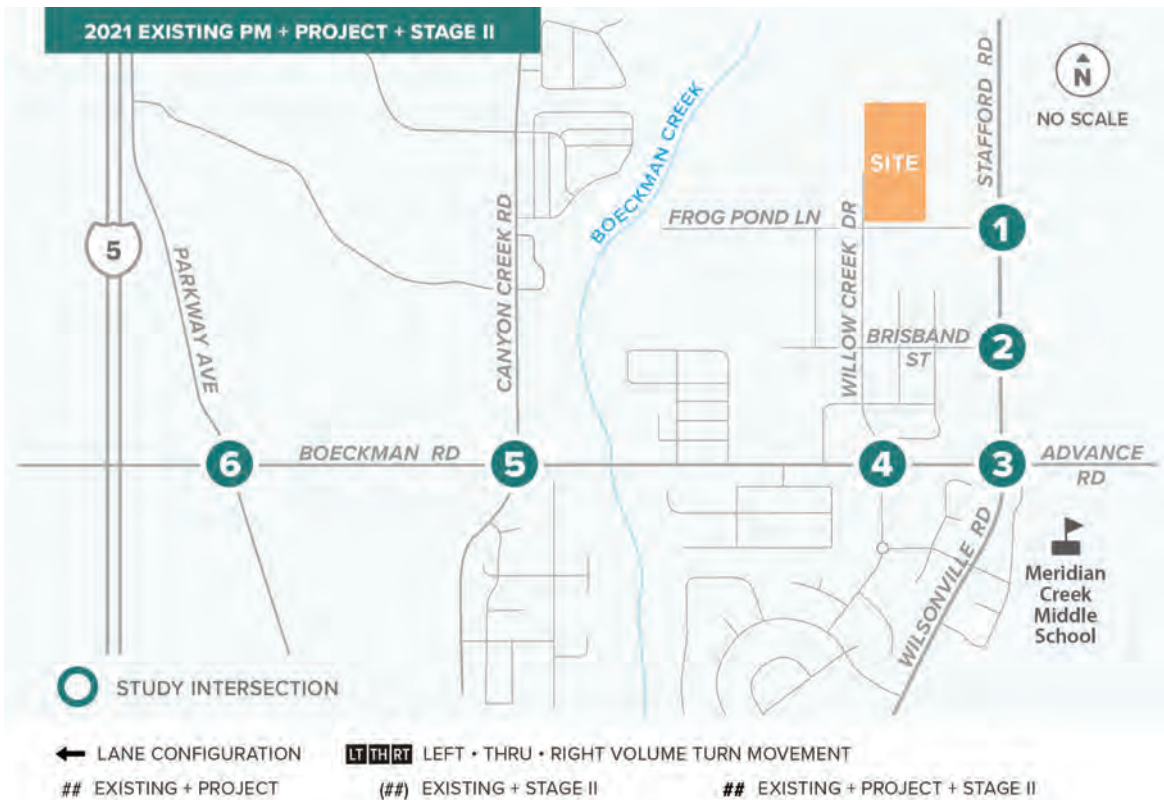 2021 EXISTING PM + PROJECT + STAGE II
STAFFORD RD
N
NO SCALE
BOECKMAN CREEK
SITE
FROG POND LN
1
5
PARKWAY AVE
CANYON CREEK RD
WILLOW CREEK DR
BRISBAND
ST
2
6
BOECKMAN RD
5
4
3
ADVANCE
RD
WILSONVILLE RD
Meridian
Creek
Middle
School
STUDY INTERSECTION
LANE CONFIGURATION
LT TH RT LEFT • THRU • RIGHT VOLUME TURN MOVEMENT
## EXISTING + PROJECT
(##) EXISTING + STAGE II
## EXISTING + PROJECT + STAGE II